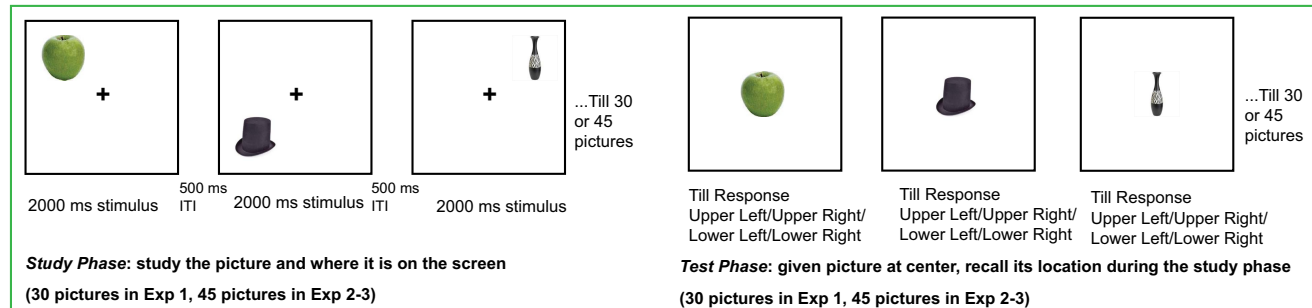 2000 ms stimulus
500 ms
ITI
2000 ms stimulus
500 ms
ITI
2000 ms stimulus
...Till 30
or 45
pictures
Study Phase: study the picture and where it is on the screen
(30 pictures in Exp 1, 45 pictures in Exp 2-3)
Till Response
Upper Left/Upper Right/
Lower Left/Lower Right
Till Response
Upper Left/Upper Right/
Lower Left/Lower Right
Till Response
Upper Left/Upper Right/
Lower Left/Lower Right
...Till 30
or 45
pictures
Test Phase: given picture at center, recall its location during the study phase
(30 pictures in Exp 1, 45 pictures in Exp 2-3)